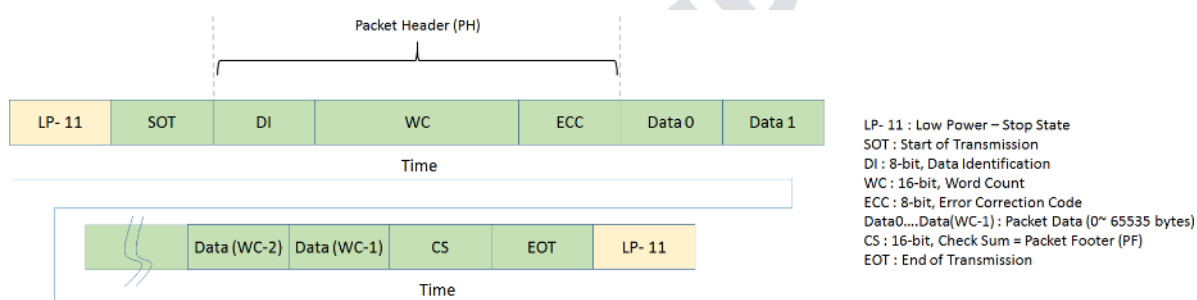 Packet Header (PH)
LP- 11 SOT DI WC ECC Data 0 Data 1
Time
Data (WC-2) Data (WC-1) CS EOT LP- 11
Time
LP- 11 : Low Power – Stop State
SOT : Start of Transmission
DI : 8-bit, Data Identification
WC : 16-bit, Word Count
ECC : 8-bit, Error Correction Code
Data0....Data(WC-1) : Packet Data (0~ 65535 bytes)
CS : 16-bit, Check Sum = Packet Footer (PF)
EOT : End of Transmission